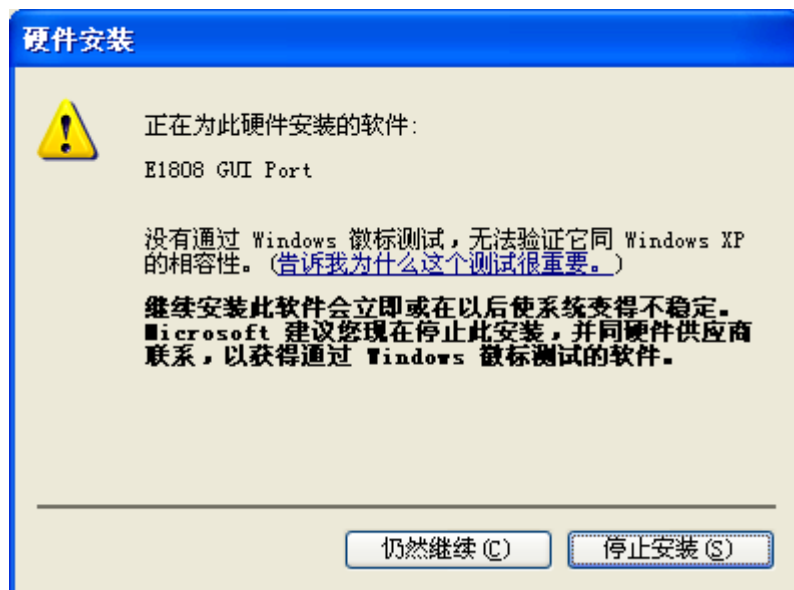 硬件安装
正在为此硬件安装的软件:
E1808 GUI Port
没有通过 Windows 徽标测试，无法验证它同 Windows XP
的相容性。(告诉我为什么这个测试很重要。)
继续安装此软件会立即或在以后使系统变得不稳定。
Microsoft 建议您现在停止此安装，并同硬件供应商
联系，以获得通过 Windows 徽标测试的软件。
仍然继续(C)
停止安装(S)